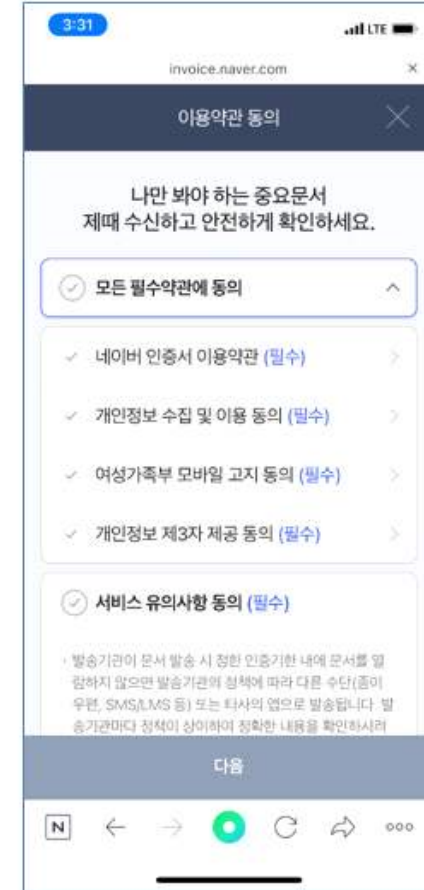 3:31
LTE
invoice.naver.com
이용약관 동의
나만 봐야 하는 중요문서
제때 수신하고 안전하게 확인하세요.
모든 필수약관에 동의
네이버 인증서 이용약관 (필수)
개인정보 수집 및 이용 동의 (필수)
여성가족부 모바일 고지 동의 (필수)
개인정보 제3자 제공 동의 (필수)
서비스 유의사항 동의 (필수)
· 발송기관이 문서 발송 시 정한 인증기한 내에 문서를 열
람하지 않으면 발송기관의 정책에 따라 다른 수단(종이
우편, SMS/LMS 등) 또는 타사의 앱으로 발송됩니다. 발
송기관마다 정책이 상이하여 정확한 내용을 확인하시려
다음
N